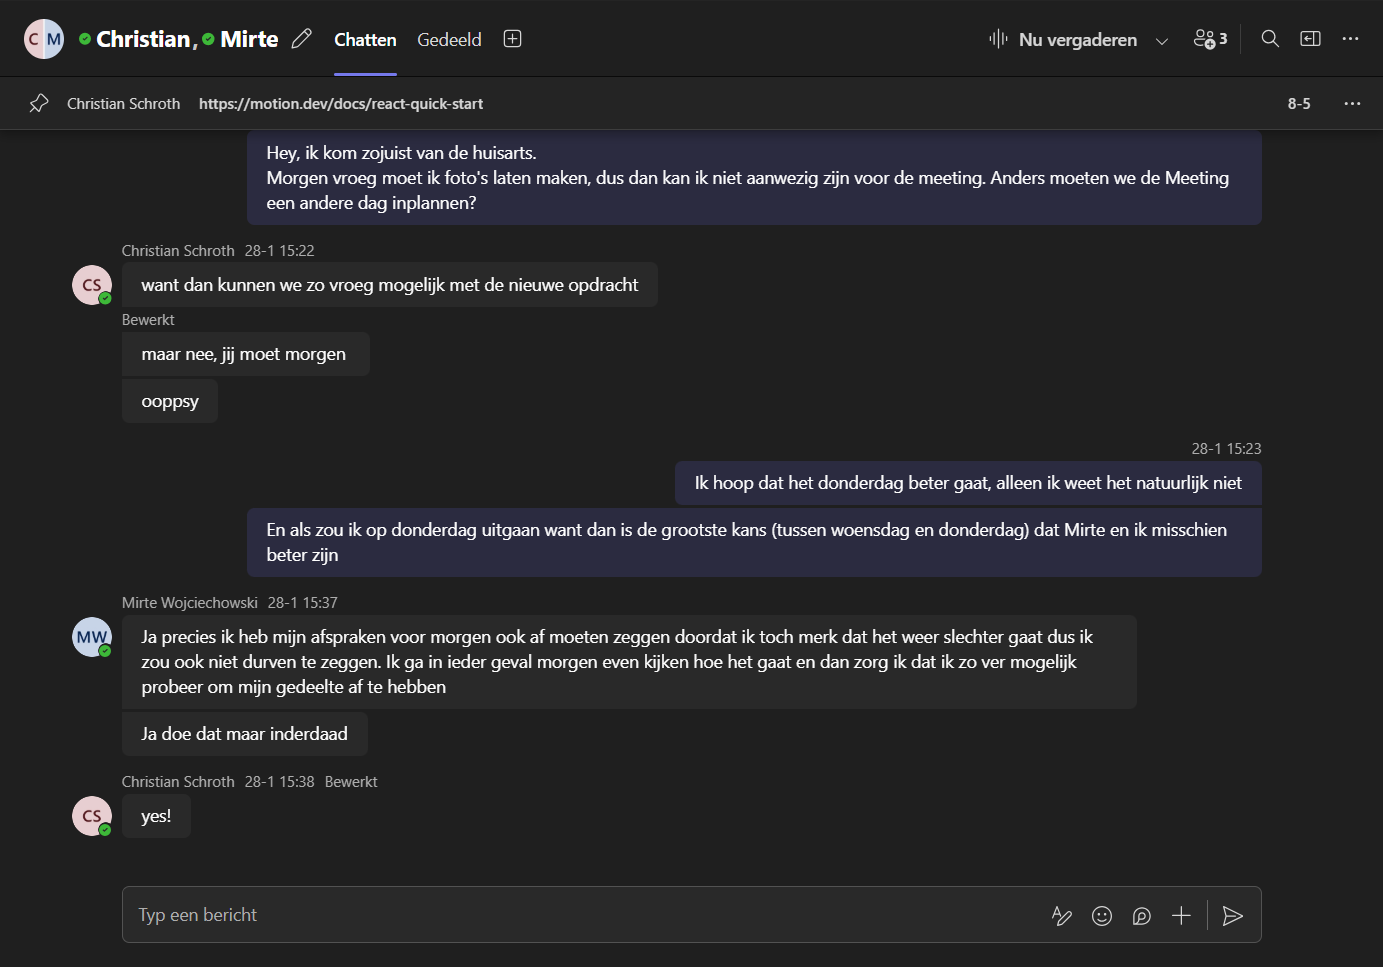 C M Christian, Mirte Chatten Gedeeld Nu vergaderen 3
Christian Schroth https://motion.dev/docs/react-quick-start 8-5
Hey, ik kom zojuist van de huisarts.
Morgen vroeg moet ik foto's laten maken, dus dan kan ik niet aanwezig zijn voor de meeting. Anders moeten we de Meeting
een andere dag inplannen?
Christian Schroth 28-1 15:22
CS
want dan kunnen we zo vroeg mogelijk met de nieuwe opdracht
Bewerkt
maar nee, jij moet morgen
ooppsy
28-1 15:23
Ik hoop dat het donderdag beter gaat, alleen ik weet het natuurlijk niet
En als zou ik op donderdag uitgaan want dan is de grootste kans (tussen woensdag en donderdag) dat Mirte en ik misschien
beter zijn
Mirte Wojciechowski 28-1 15:37
MW
Ja precies ik heb mijn afspraken voor morgen ook af moeten zeggen doordat ik toch merk dat het weer slechter gaat dus ik
zou ook niet durven te zeggen. Ik ga in ieder geval morgen even kijken hoe het gaat en dan zorg ik dat ik zo ver mogelijk
probeer om mijn gedeelte af te hebben
Ja doe dat maar inderdaad
Christian Schroth 28-1 15:38 Bewerkt
CS
yes!
Typ een bericht